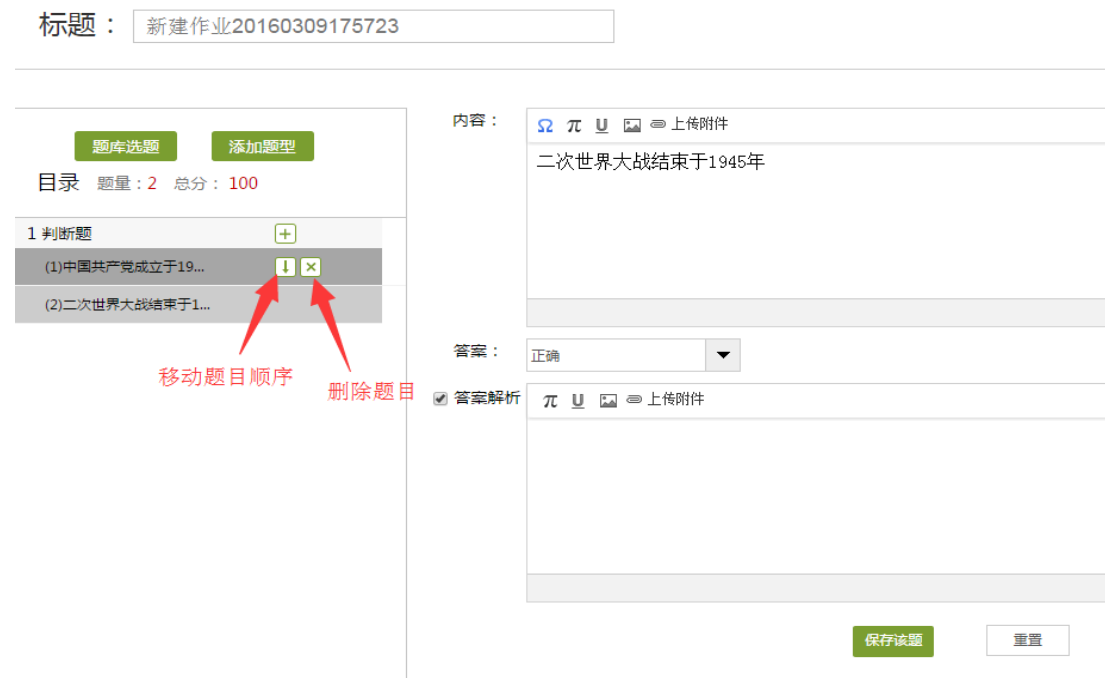 标题：
新建作业20160309175723
题库选题
添加题型
目录 题量：2 总分：100
1 判断题
(1)中国共产党成立于19...
(2)二次世界大战结束于1...
移动题目顺序
删除题目
内容：
Ω π U 上传附件
二次世界大战结束于1945年
答案：
正确
答案解析
π U 上传附件
保存该题
重置